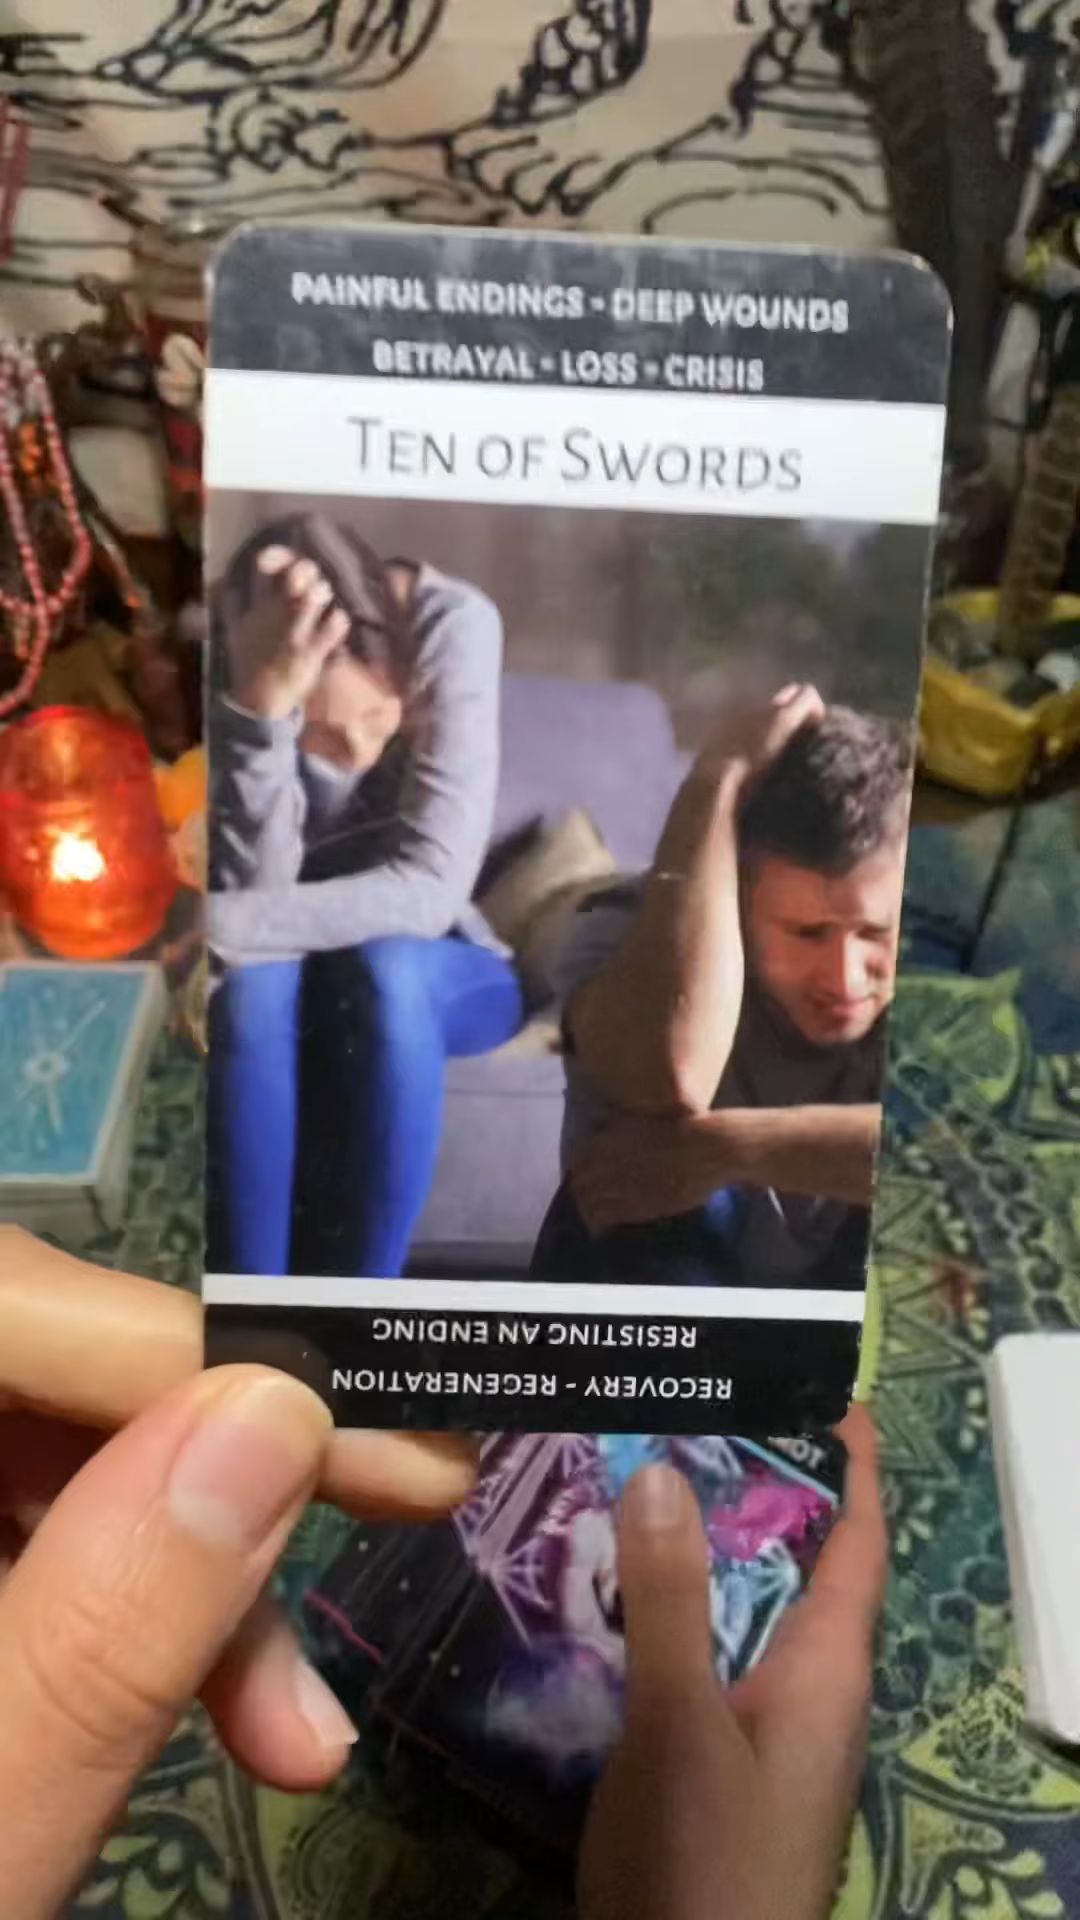 PAINFUL ENDINGS - DEEP WOUNDS
BETRAYAL - LOSS - CRISIS
TEN OF SWORDS
RESISTING AN ENDING
RECOVERY - REGENERATION